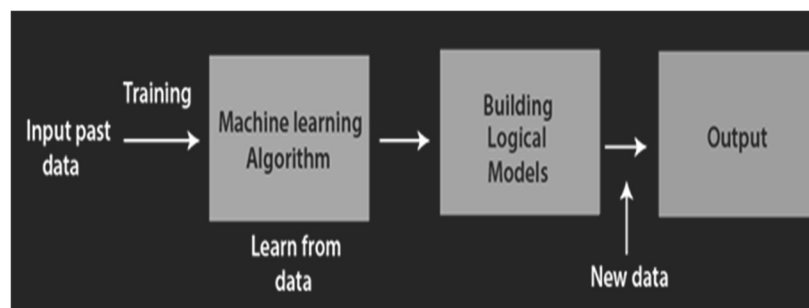 Training
Input past
data
Machine learning
Algorithm
Learn from
data
Building
Logical
Models
New data
Output